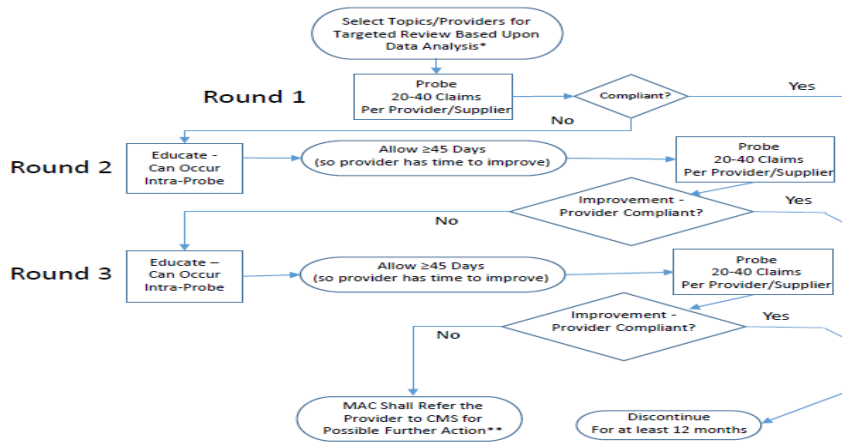 Select Topics/Providers for
Targeted Review Based Upon
Data Analysis*
Round 1
Probe
20-40 Claims
Per Provider/Supplier
Compliant?
Yes
No
Round 2
Educate -
Can Occur
Intra-Probe
Allow ≥45 Days
(so provider has time to improve)
Probe
20-40 Claims
Per Provider/Supplier
Improvement -
Provider Compliant?
Yes
No
Round 3
Educate –
Can Occur
Intra-Probe
Allow ≥45 Days
(so provider has time to improve)
Probe
20-40 Claims
Per Provider/Supplier
Improvement -
Provider Compliant?
Yes
No
MAC Shall Refer the
Provider to CMS for
Possible Further Action**
Discontinue
For at least 12 months